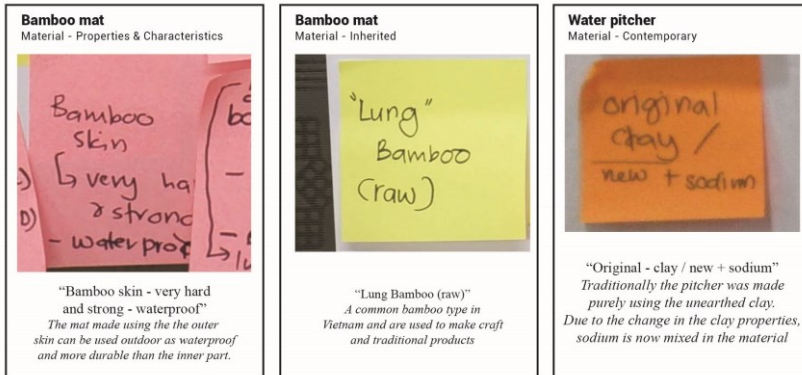 Bamboo mat
Material - Properties & Characteristics
Bamboo
skin
very ha
& strong
- waterproof
"Bamboo skin - very hard
and strong - waterproof"
The mat made using the the outer
skin can be used outdoor as waterproof
and more durable than the inner part.
Bamboo mat
Material - Inherited
"Lung"
Bamboo
(raw)
"Lung Bamboo (raw)"
A common bamboo type in
Vietnam and are used to make craft
and traditional products
Water pitcher
Material - Contemporary
original
clay /
new + sodium
"Original - clay / new + sodium"
Traditionally the pitcher was made
purely using the unearthed clay.
Due to the change in the clay properties,
sodium is now mixed in the material